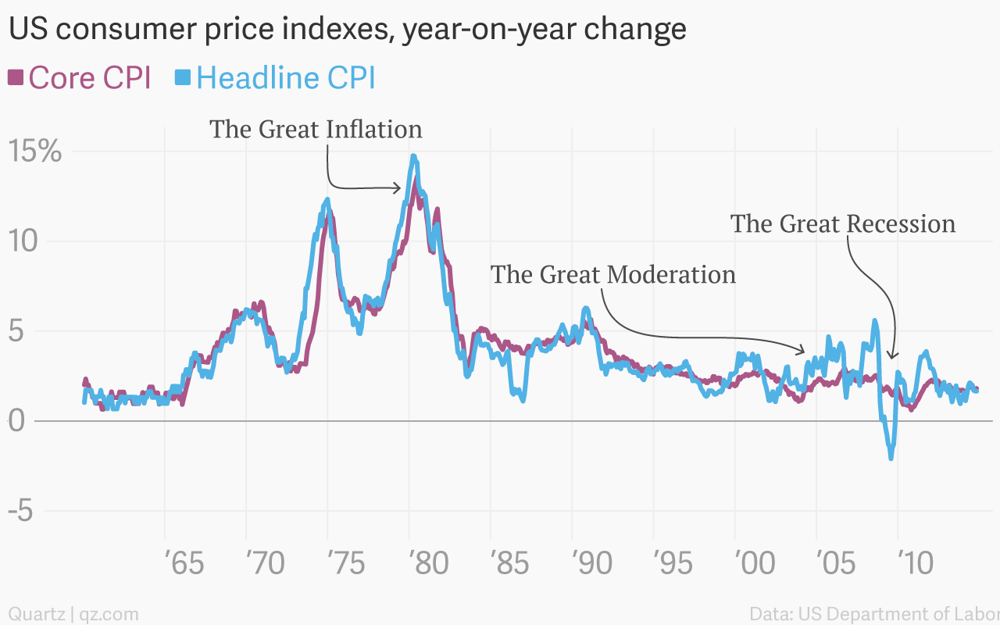 US consumer price indexes, year-on-year change
Core CPI Headline CPI
The Great Inflation
15%
The Great Recession
10
The Great Moderation
5
0
-5
’65 ’70 ’75 ’80 ’85 ’90 ’95 ’00 ’05 ’10
Quartz | qz.com Data: US Department of Labor